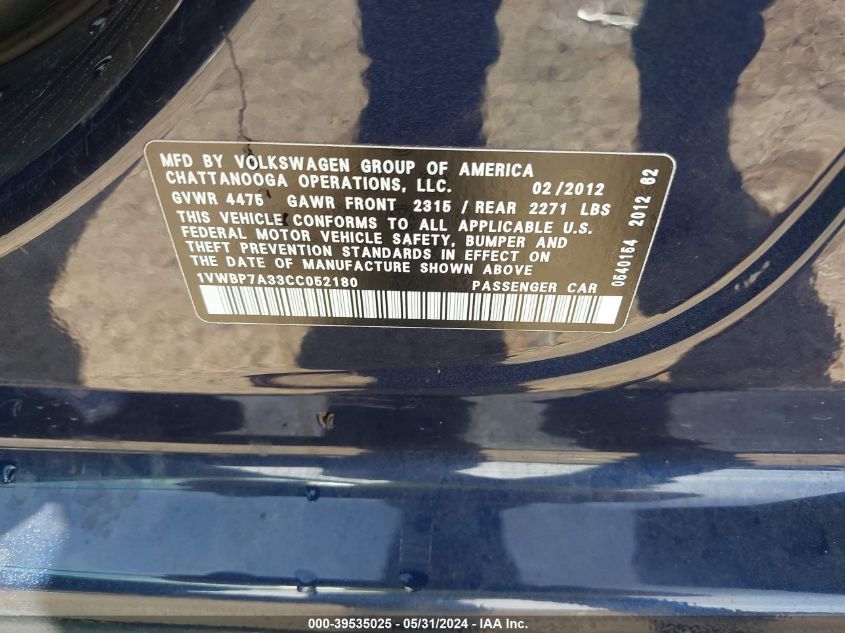 MFD BY VOLKSWAGEN GROUP OF AMERICA
CHATTANOOGA OPERATIONS, LLC. 02/2012
GVWR 4475 GAWR FRONT 2315 / REAR 2271 LBS
THIS VEHICLE CONFORMS TO ALL APPLICABLE U.S.
FEDERAL MOTOR VEHICLE SAFETY, BUMPER AND
THEFT PREVENTION STANDARDS IN EFFECT ON
THE DATE OF MANUFACTURE SHOWN ABOVE
1VWBP7A33CC052180 PASSENGER CAR
0640164 2012 62
000-39535025 - 05/31/2024 - IAA Inc.